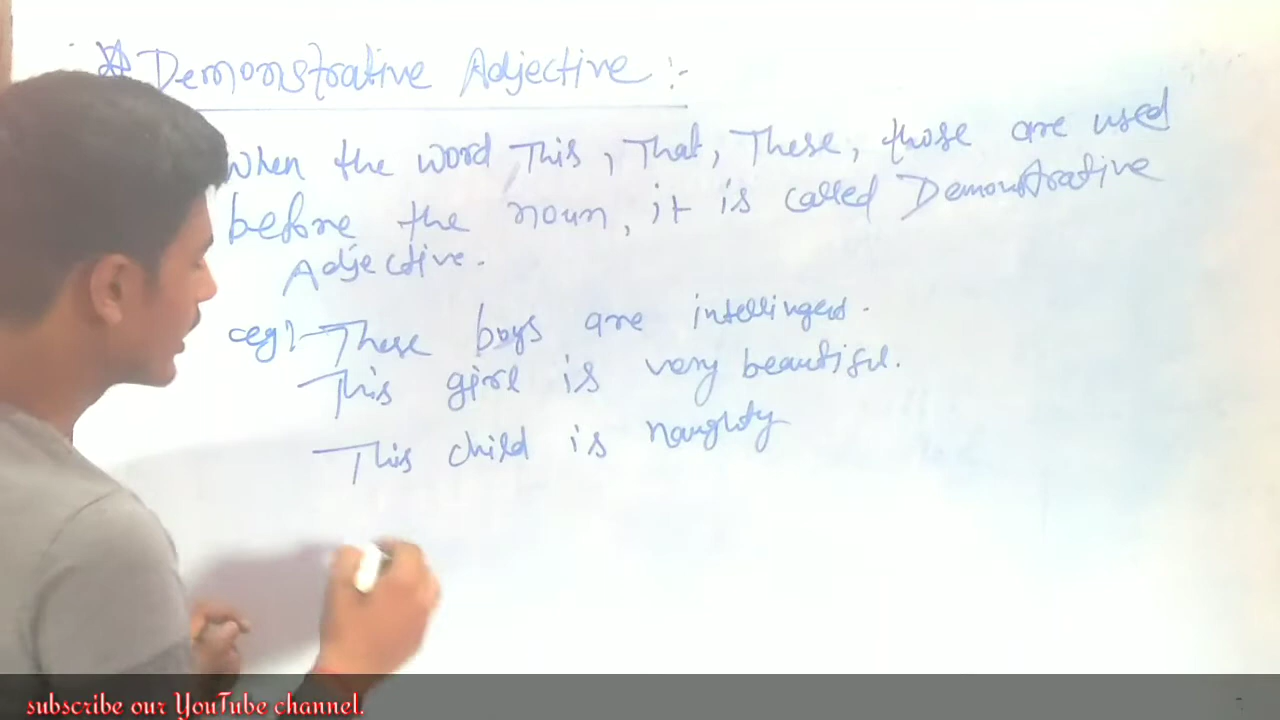 Demonstrative Adjective :-
When the word This, That, These, those are used
before the noun, it is called Demonstrative
Adjective.
eg:- These boys are intellingent.
This girl is very beautiful.
This child is naughty
subscribe our YouTube channel.